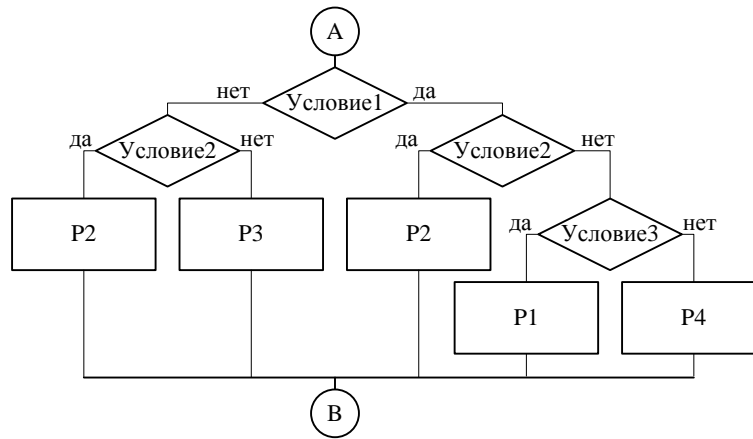 A
нет
Условие1
да
да
Условие2
нет
да
Условие2
нет
P2
P3
P2
да
Условие3
нет
P1
P4
B